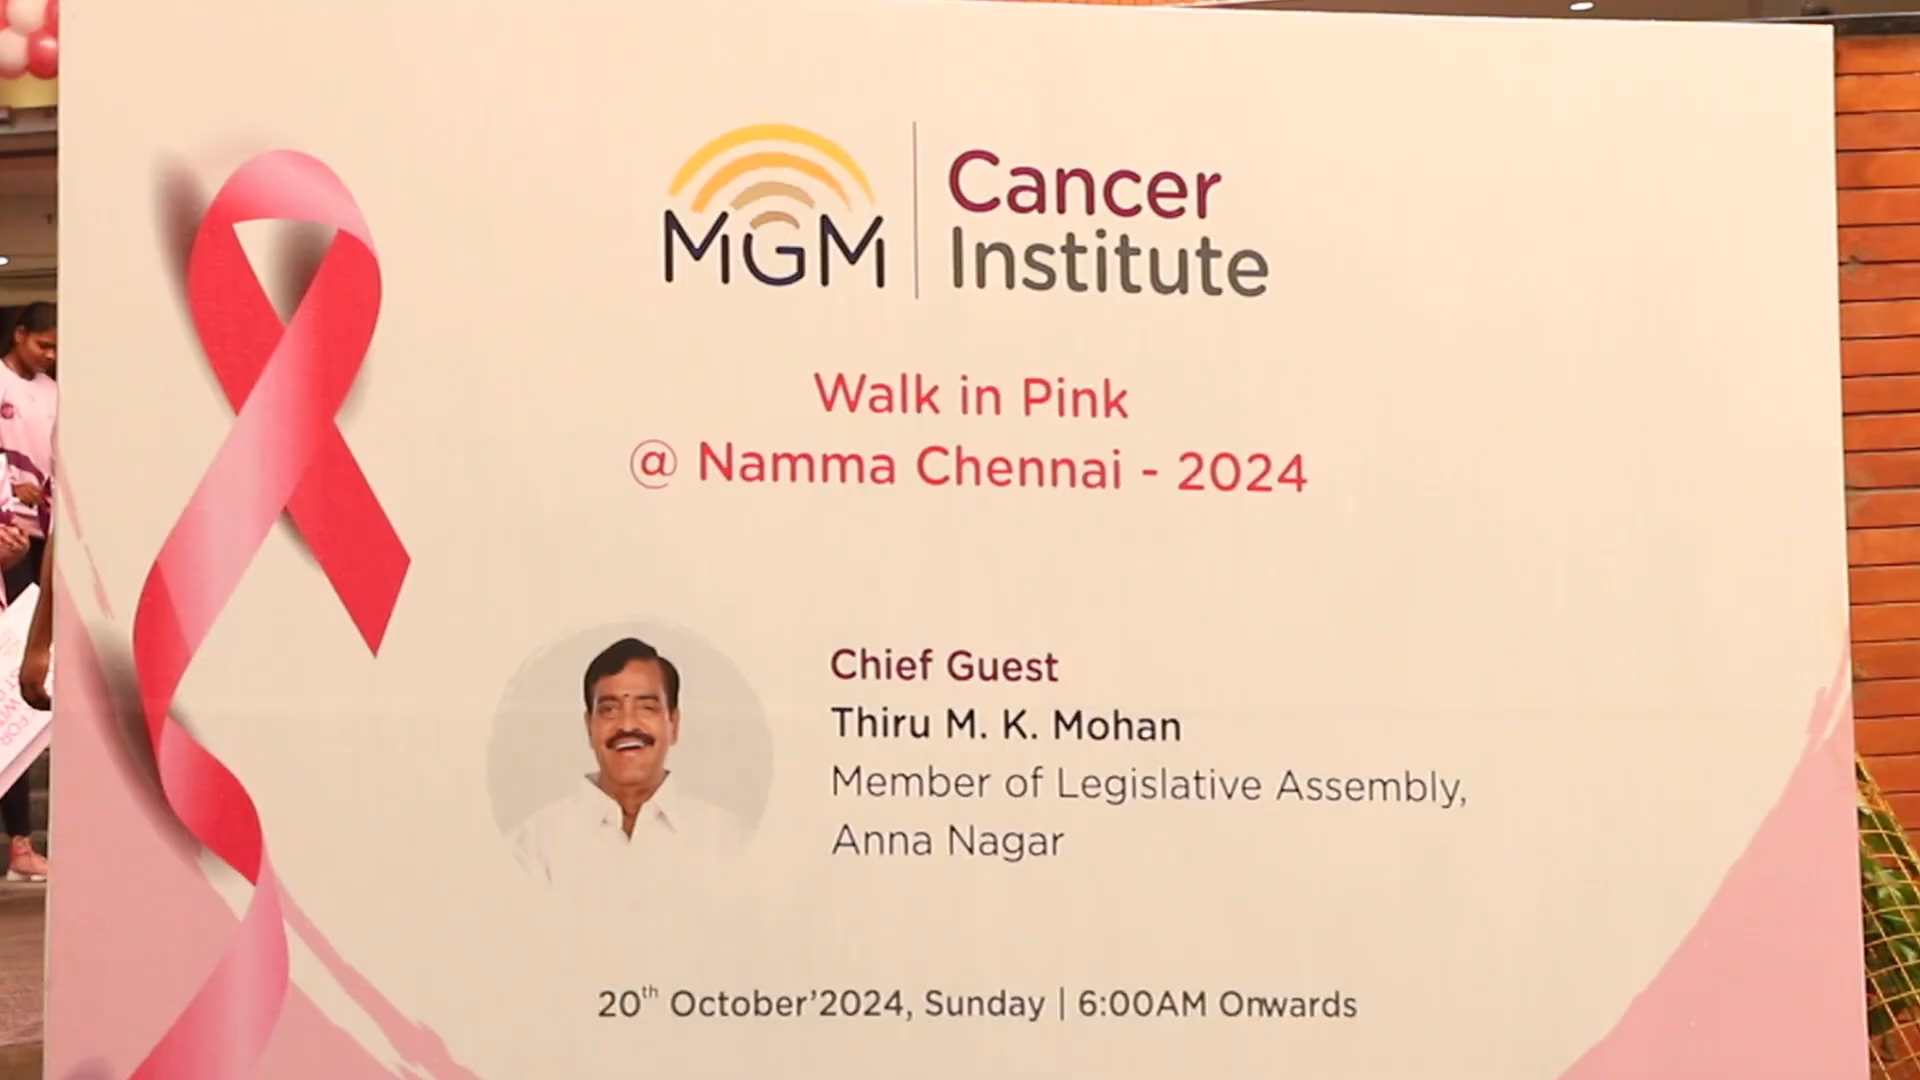 MGM
Cancer
Institute
Walk in Pink
@ Namma Chennai - 2024
Chief Guest
Thiru M. K. Mohan
Member of Legislative Assembly,
Anna Nagar
20th October'2024, Sunday | 6:00AM Onwards
FOR